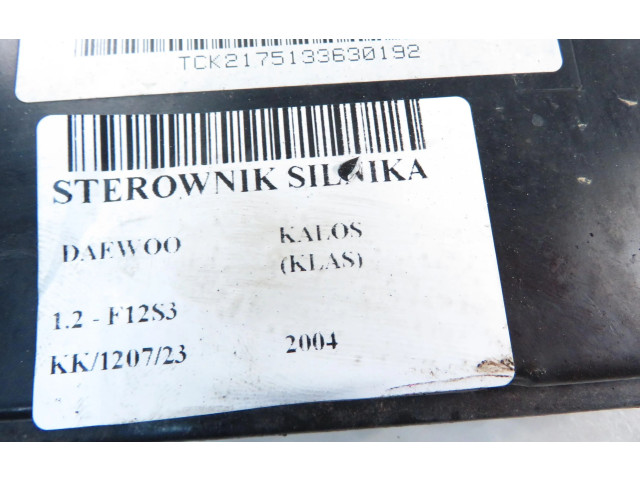 TCK2175133630192
STEROWNIK SILNIKA
DAEWOO KALOS
(KLAS)
1.2 - F12S3
KK/1207/23 2004